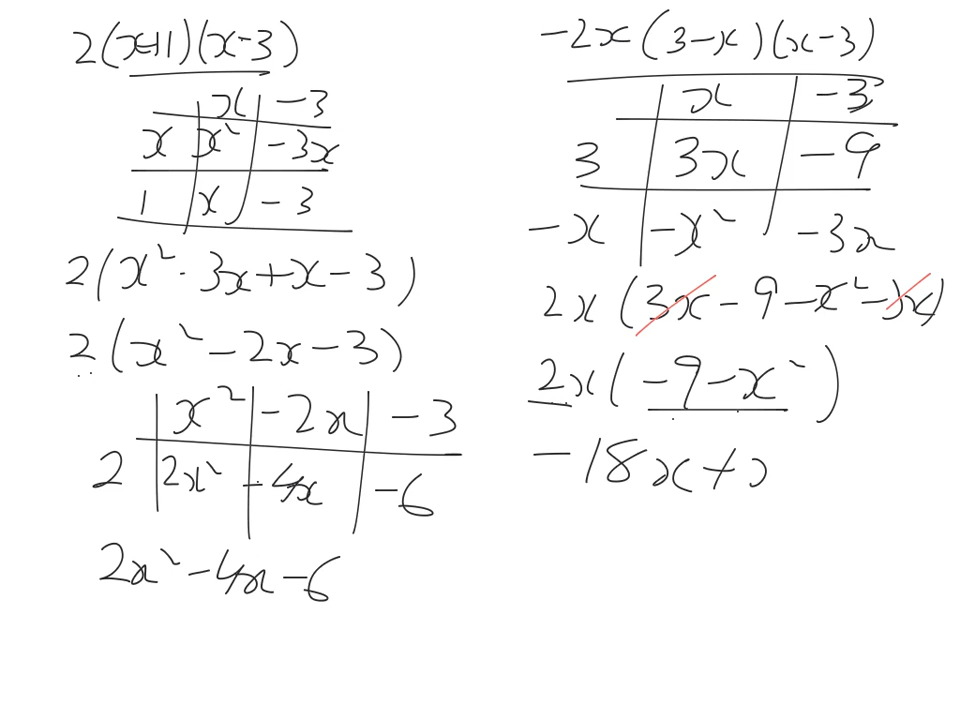 2(x+1)(x-3)
x -3
x x² -3x
1 x -3
2(x² - 3x+x-3)
2(x²-2x-3)
x² -2x -3
2 2x² -4x -6
2x²-4x-6
-2x(3-x)(x-3)
x -3
3 3x -9
-x -x² -3x
2x(3x-9-x²-3x)
2x(-9-x²)
-18x+